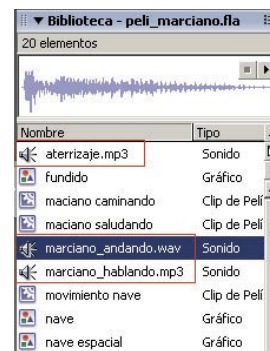 Biblioteca - peli_marciano.fla
20 elementos
Nombre Tipo
aterrizaje.mp3 Sonido
fundido Gráfico
maciano caminando Clip de Pelí
maciano saludando Clip de Pelí
marciano_andando.wav Sonido
marciano_hablando.mp3 Sonido
movimiento nave Clip de Pelí
nave Gráfico
nave espacial Gráfico